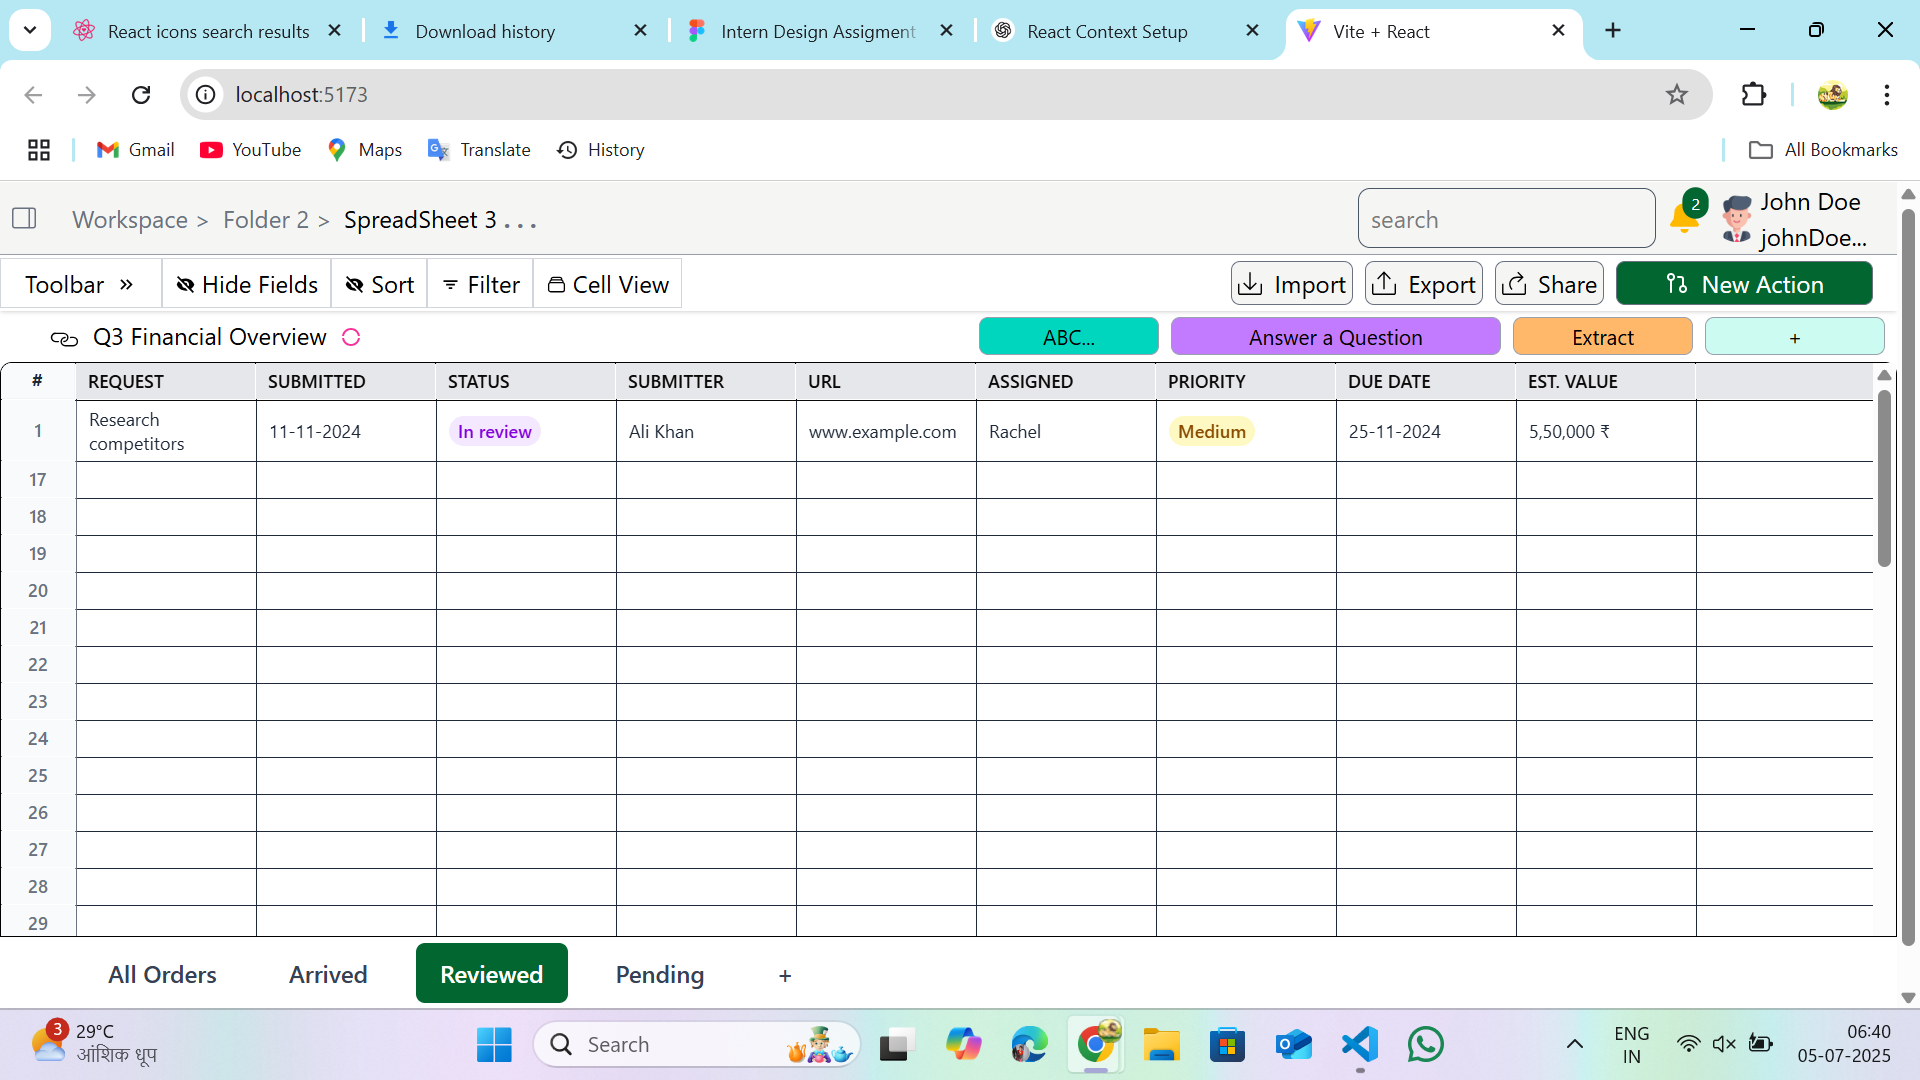 React icons search results
Download history
Intern Design Assigment
React Context Setup
Vite + React
localhost:5173
Gmail
YouTube
Maps
Translate
History
All Bookmarks
Workspace > Folder 2 > SpreadSheet 3 ...
search
2
John Doe
johnDoe...
Toolbar »
Hide Fields
Sort
Filter
Cell View
Import
Export
Share
New Action
Q3 Financial Overview
ABC...
Answer a Question
Extract
+
# REQUEST SUBMITTED STATUS SUBMITTER URL ASSIGNED PRIORITY DUE DATE EST. VALUE
1 Research competitors 11-11-2024 In review Ali Khan www.example.com Rachel Medium 25-11-2024 5,50,000 ₹
17
18
19
20
21
22
23
24
25
26
27
28
29
All Orders
Arrived
Reviewed
Pending
+
3
29°C
आंशिक धूप
Search
ENG
IN
06:40
05-07-2025